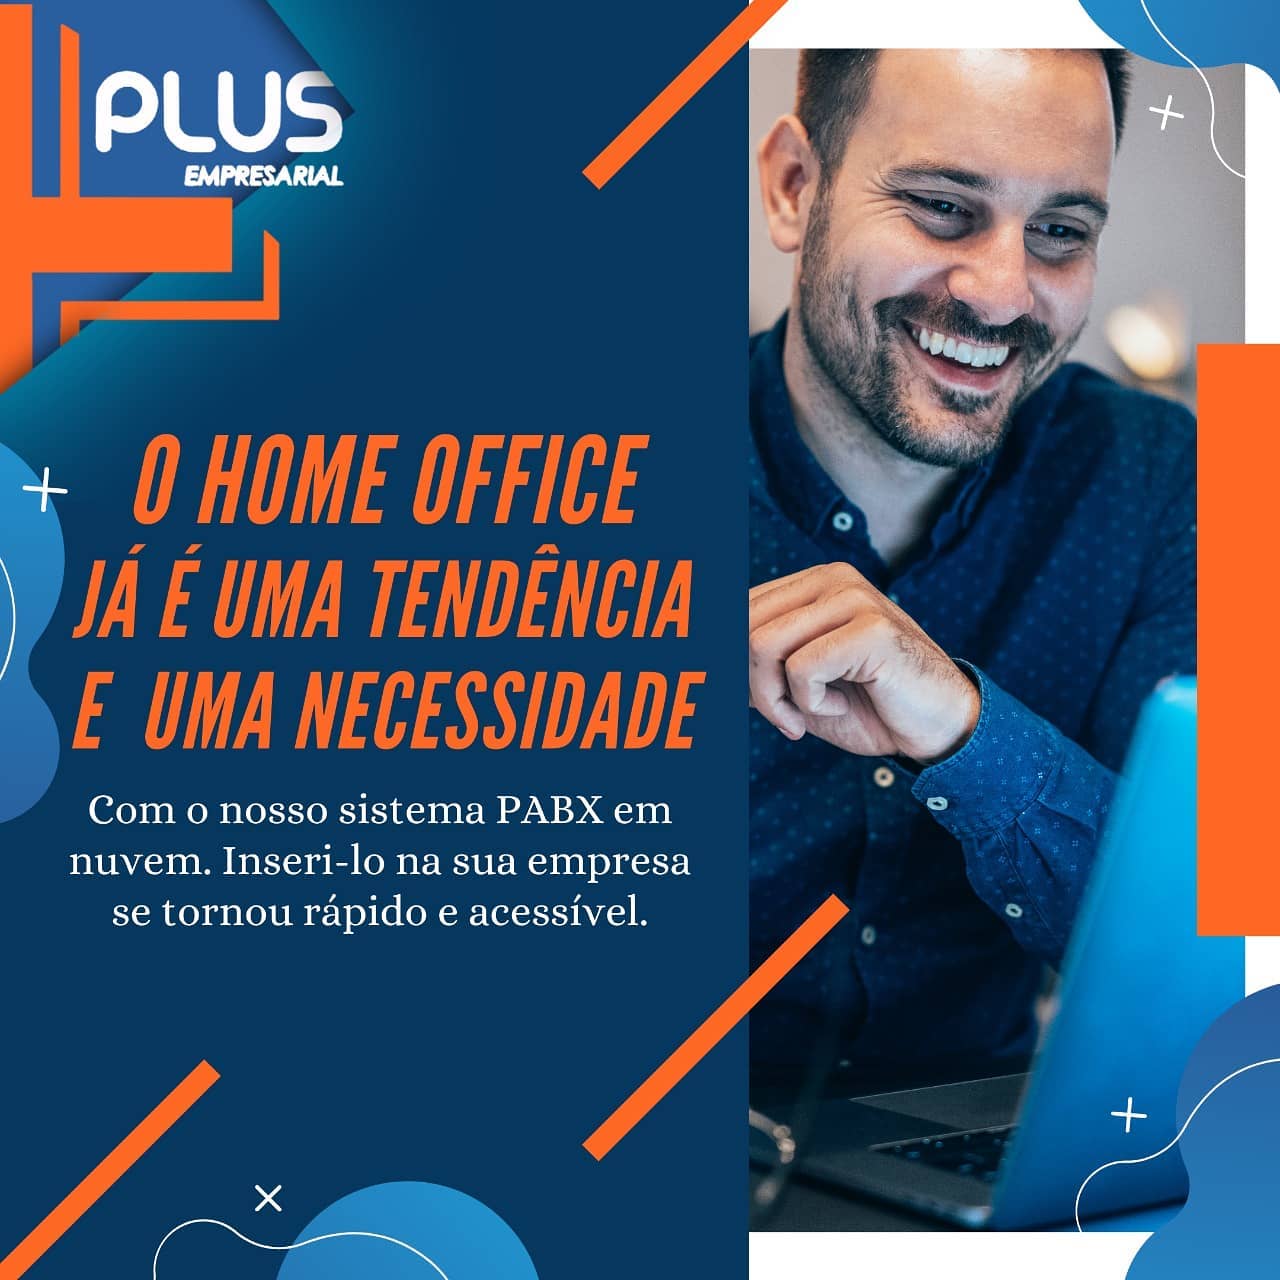 PLUS
EMPRESARIAL
O HOME OFFICE
JÁ É UMA TENDÊNCIA
E UMA NECESSIDADE
Com o nosso sistema PABX em
nuvem. Inseri-lo na sua empresa
se tornou rápido e acessível.